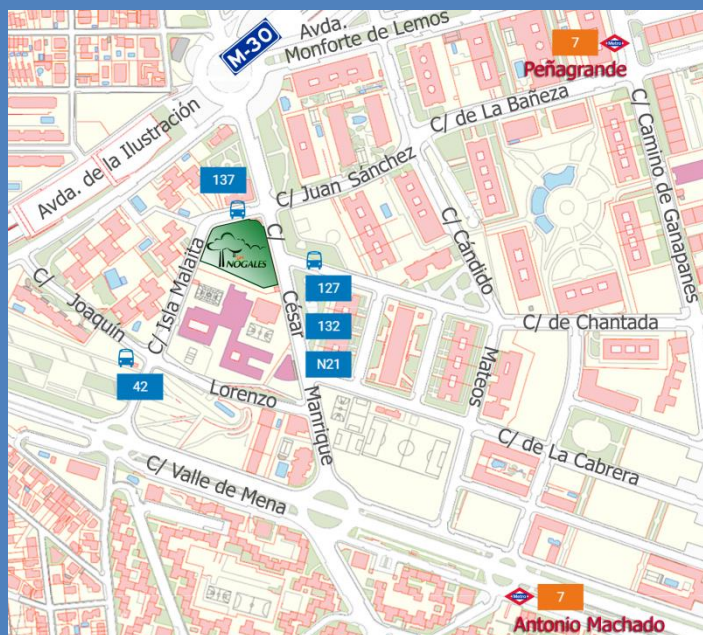 Avda.
Monforte de Lemos
M-30
7
Metro
Peñagrande
Avda. de la Ilustración
C/ de La Bañeza
C/ Camino de Ganapanes
137
C/ Juan Sánchez
C/
César
Manrique
C/ Cándido
Mateos
C/ Isla Malaita
NOGALES
C/ Joaquín
Lorenzo
127
132
N21
C/ de Chantada
42
C/ de La Cabrera
C/ Valle de Mena
Metro
7
Antonio Machado